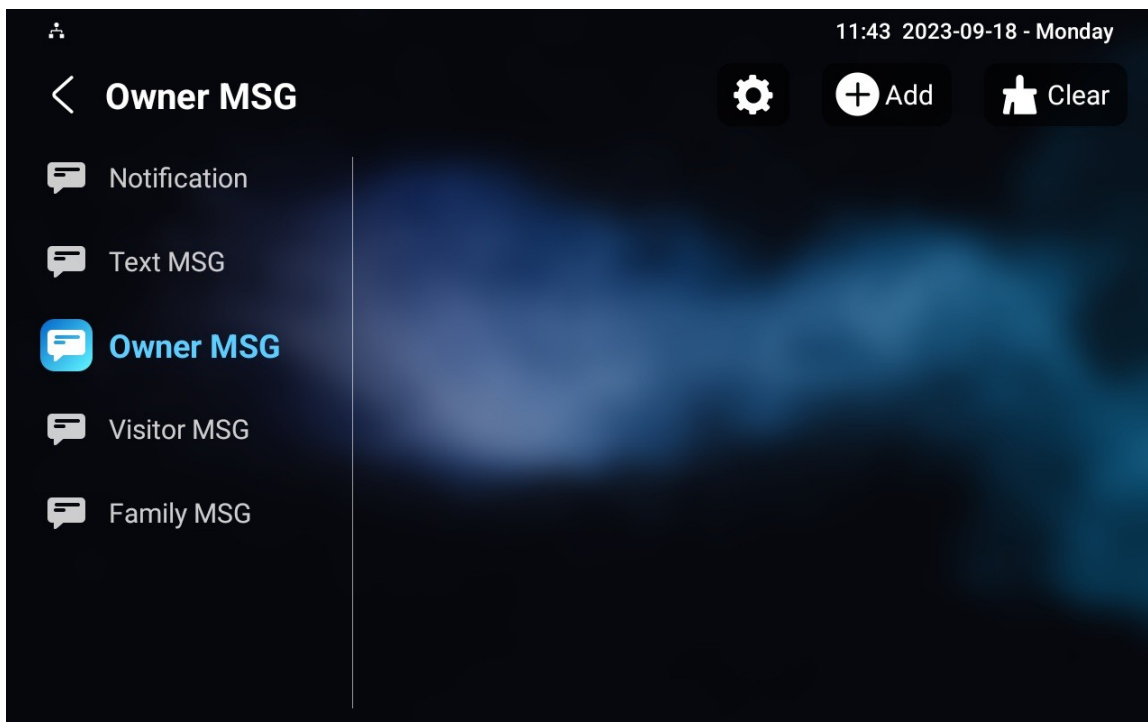 11:43 2023-09-18 - Monday
Owner MSG
Add
Clear
Notification
Text MSG
Owner MSG
Visitor MSG
Family MSG